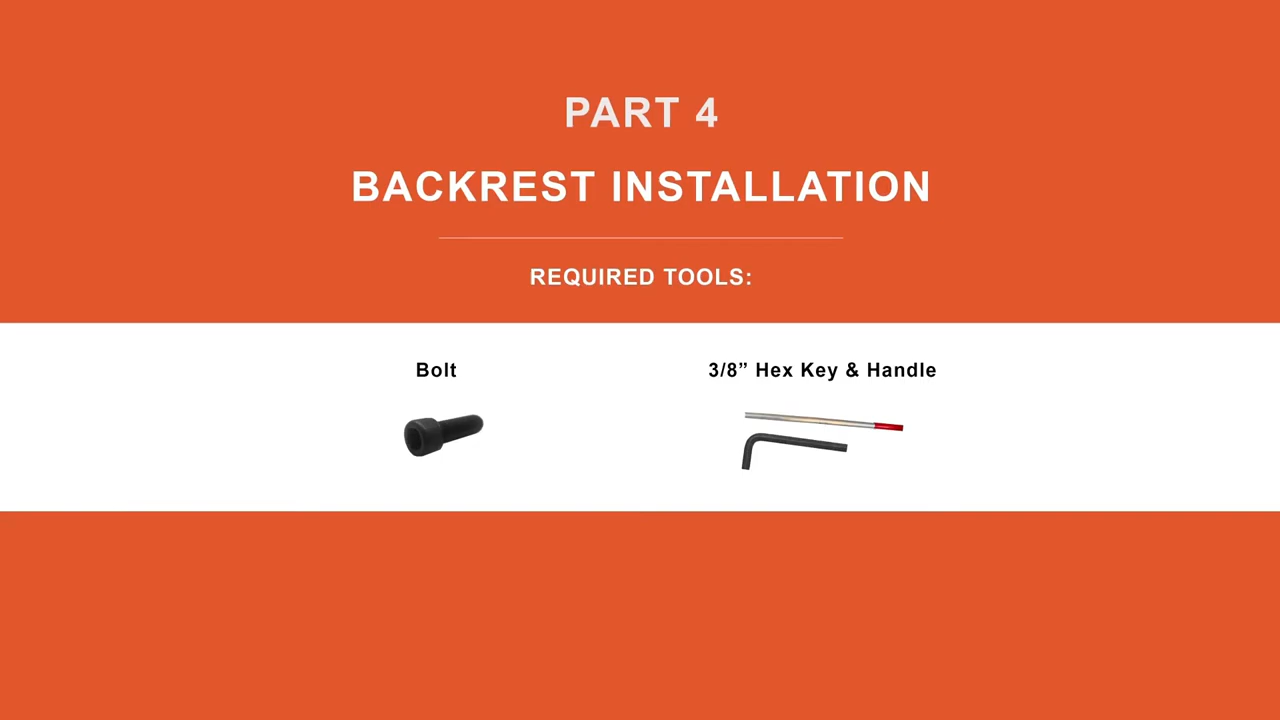 PART 4
BACKREST INSTALLATION
REQUIRED TOOLS:
Bolt
3/8” Hex Key & Handle